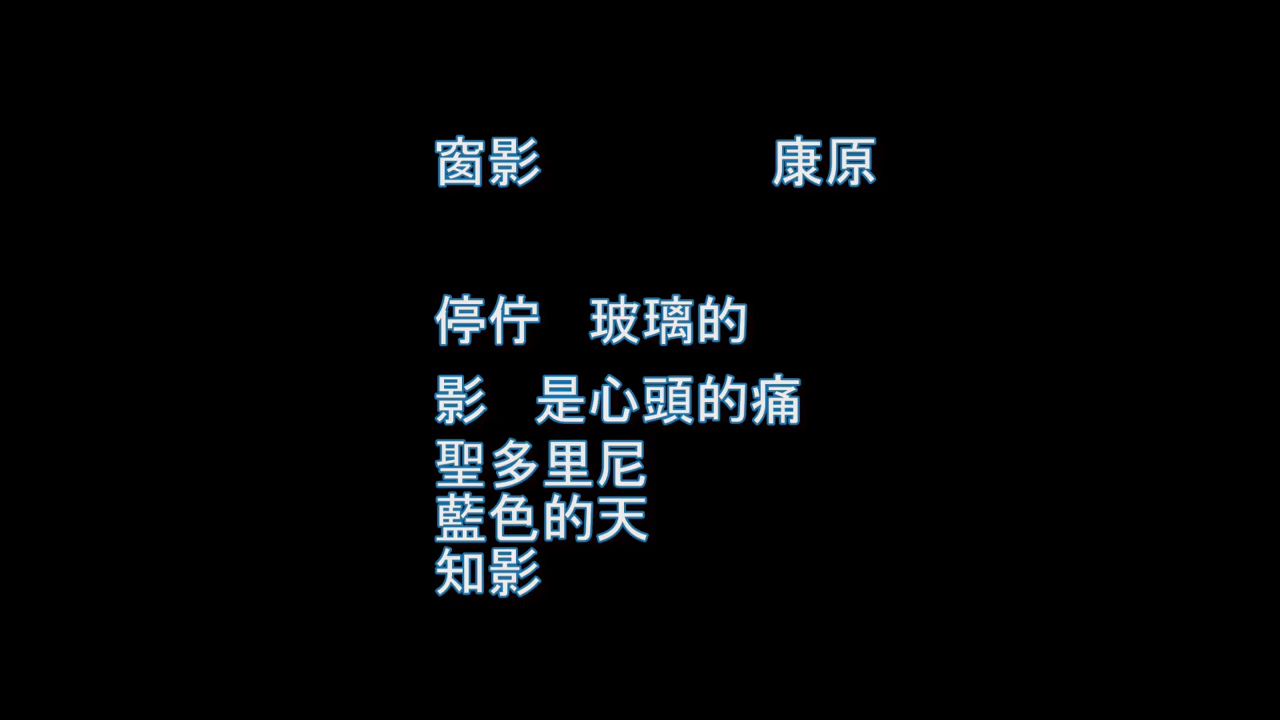 窗影　　　　康原
停佇　玻璃的
影　是心頭的痛
聖多里尼
藍色的天
知影